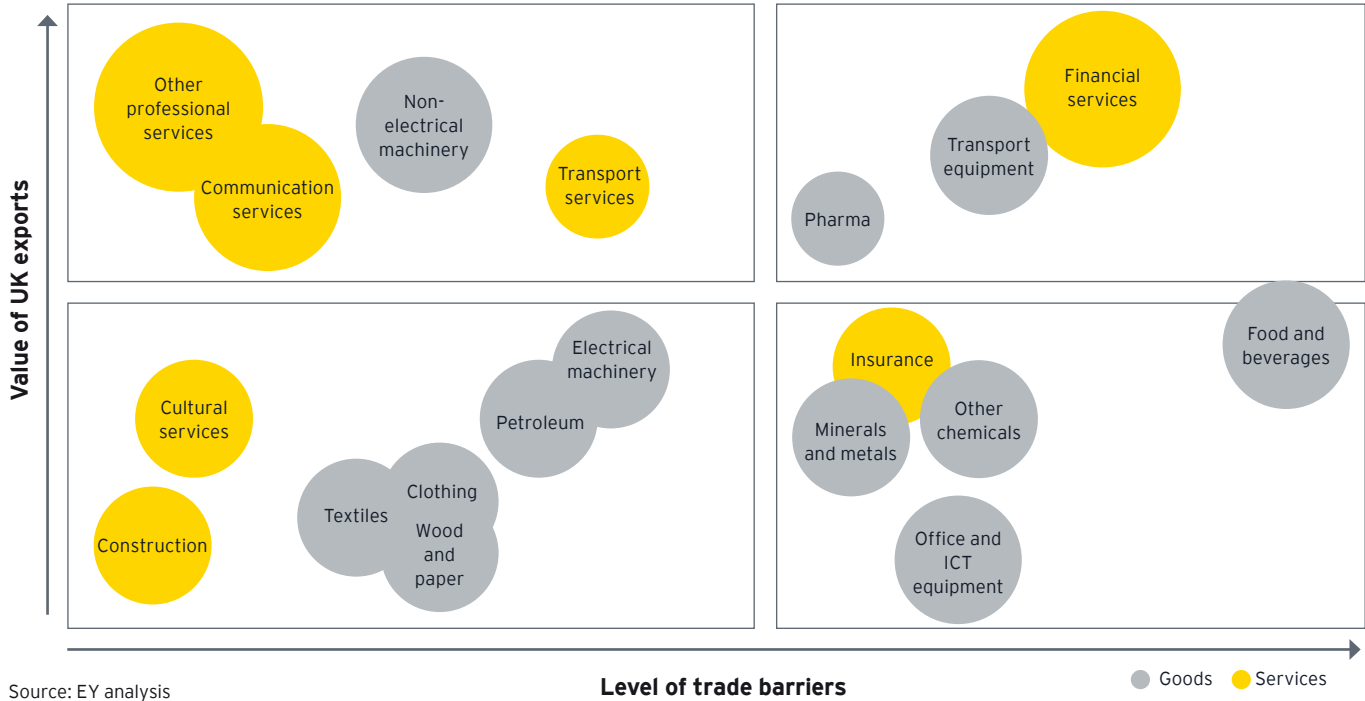 Value of UK exports
Other
professional
services
Communication
services
Non-
electrical
machinery
Transport
services
Financial
services
Transport
equipment
Pharma
Cultural
services
Construction
Textiles
Clothing
Wood
and
paper
Petroleum
Electrical
machinery
Insurance
Minerals
and metals
Other
chemicals
Office and
ICT
equipment
Food and
beverages
Level of trade barriers
Goods
Services
Source: EY analysis